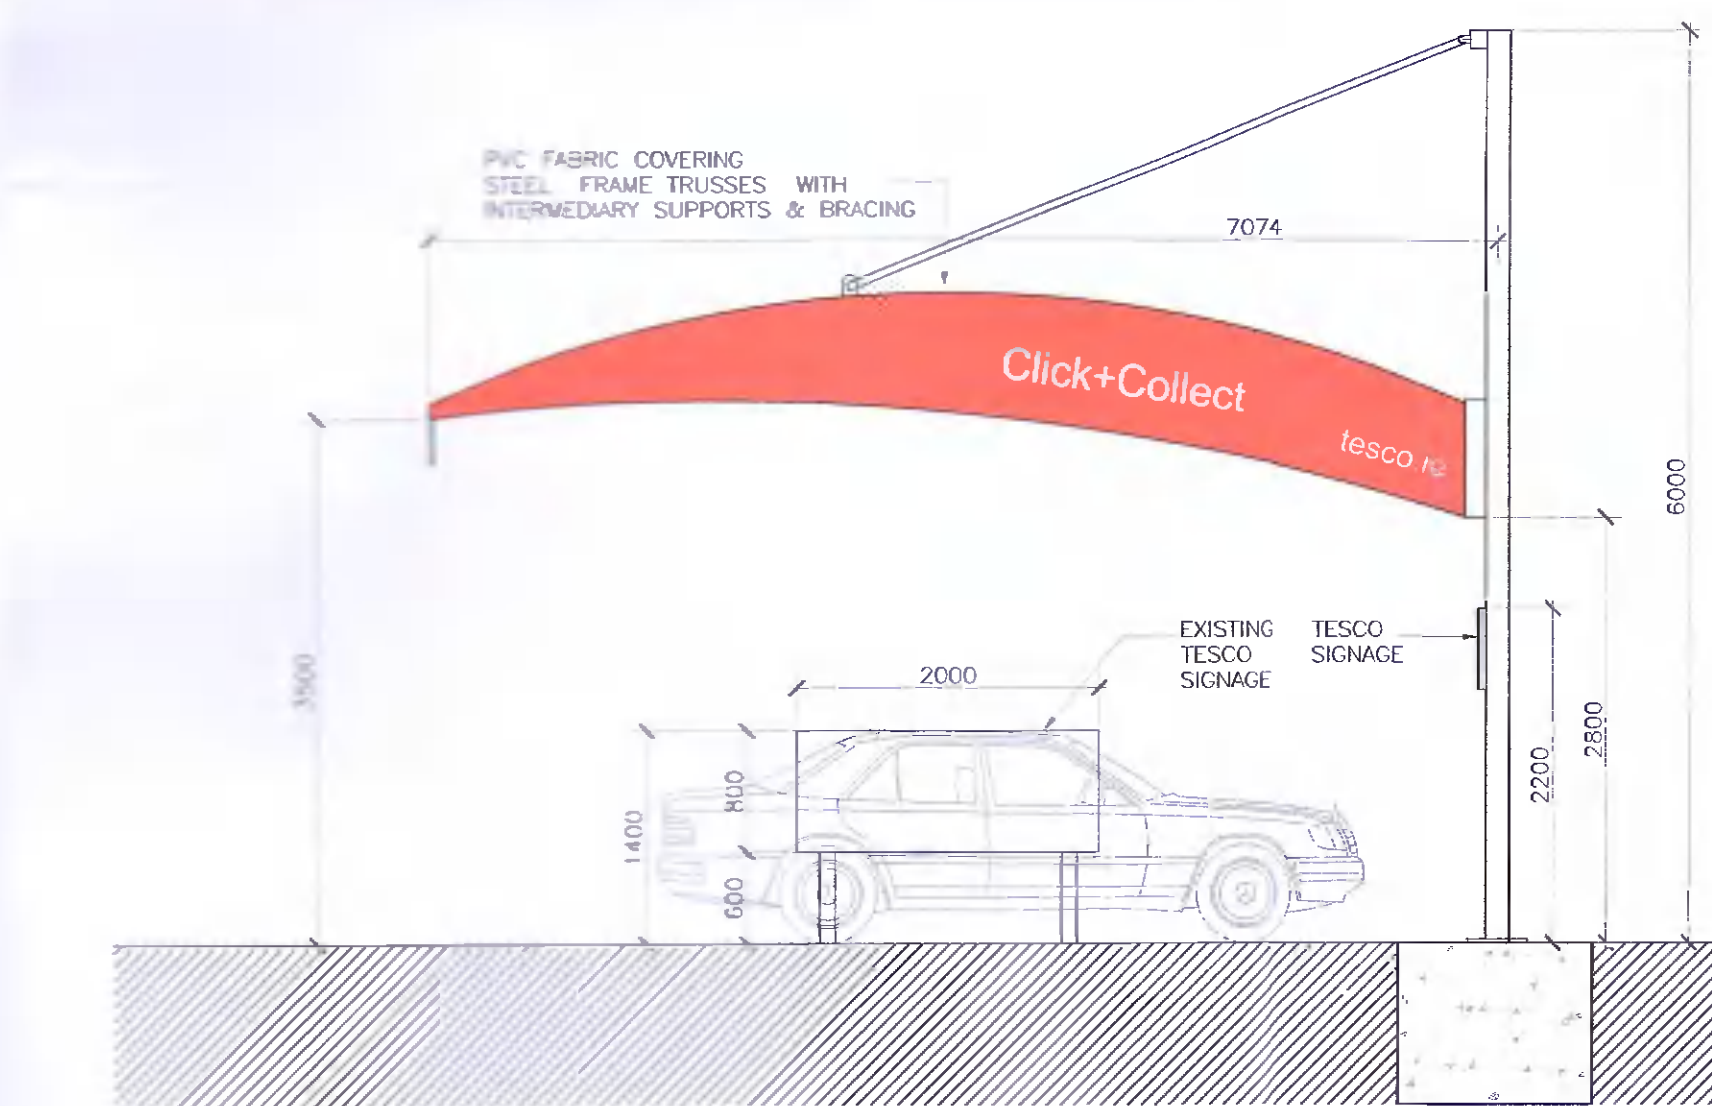 PVC FABRIC COVERING
STEEL FRAME TRUSSES WITH
INTERMEDIARY SUPPORTS & BRACING
7074
Click+Collect
tesco.ie
6000
3500
EXISTING TESCO SIGNAGE
TESCO SIGNAGE
2000
1400
800
600
2200
2800